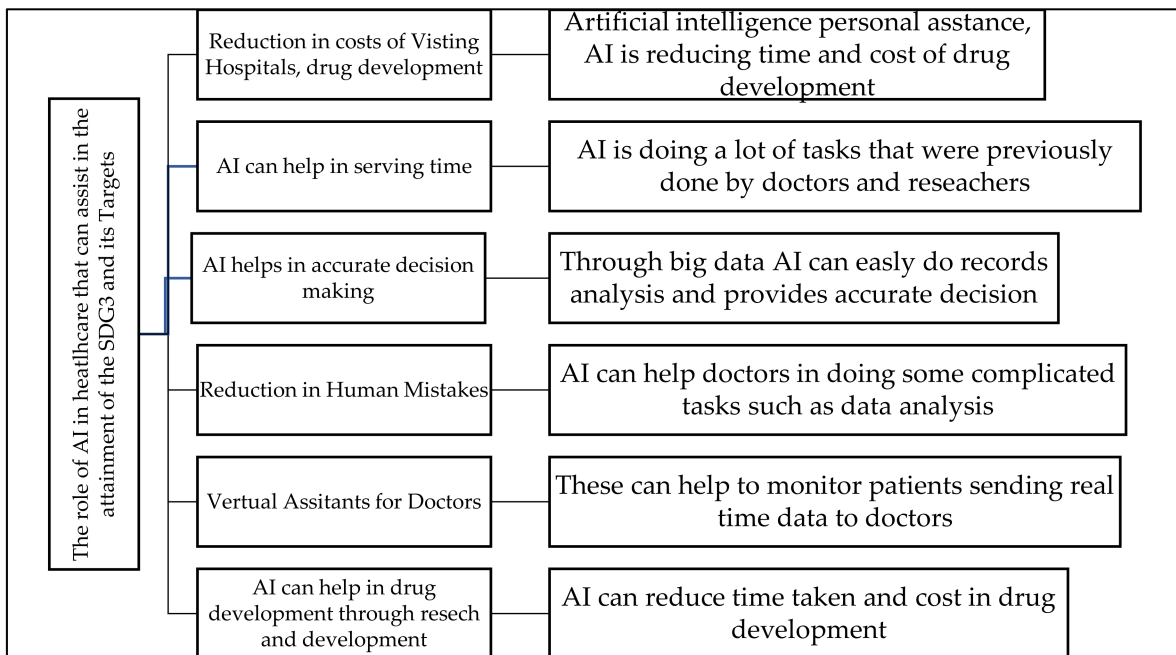 The role of AI in heatlhcare that can assist in the
attainment of the SDG3 and its Targets
Reduction in costs of Visting
Hospitals, drug development
Artificial intelligence personal asstance,
AI is reducing time and cost of drug
development
AI can help in serving time
AI is doing a lot of tasks that were previously
done by doctors and reseachers
AI helps in accurate decision
making
Through big data AI can easly do records
analysis and provides accurate decision
Reduction in Human Mistakes
AI can help doctors in doing some complicated
tasks such as data analysis
Vertual Assitants for Doctors
These can help to monitor patients sending real
time data to doctors
AI can help in drug
development through resech
and development
AI can reduce time taken and cost in drug
development